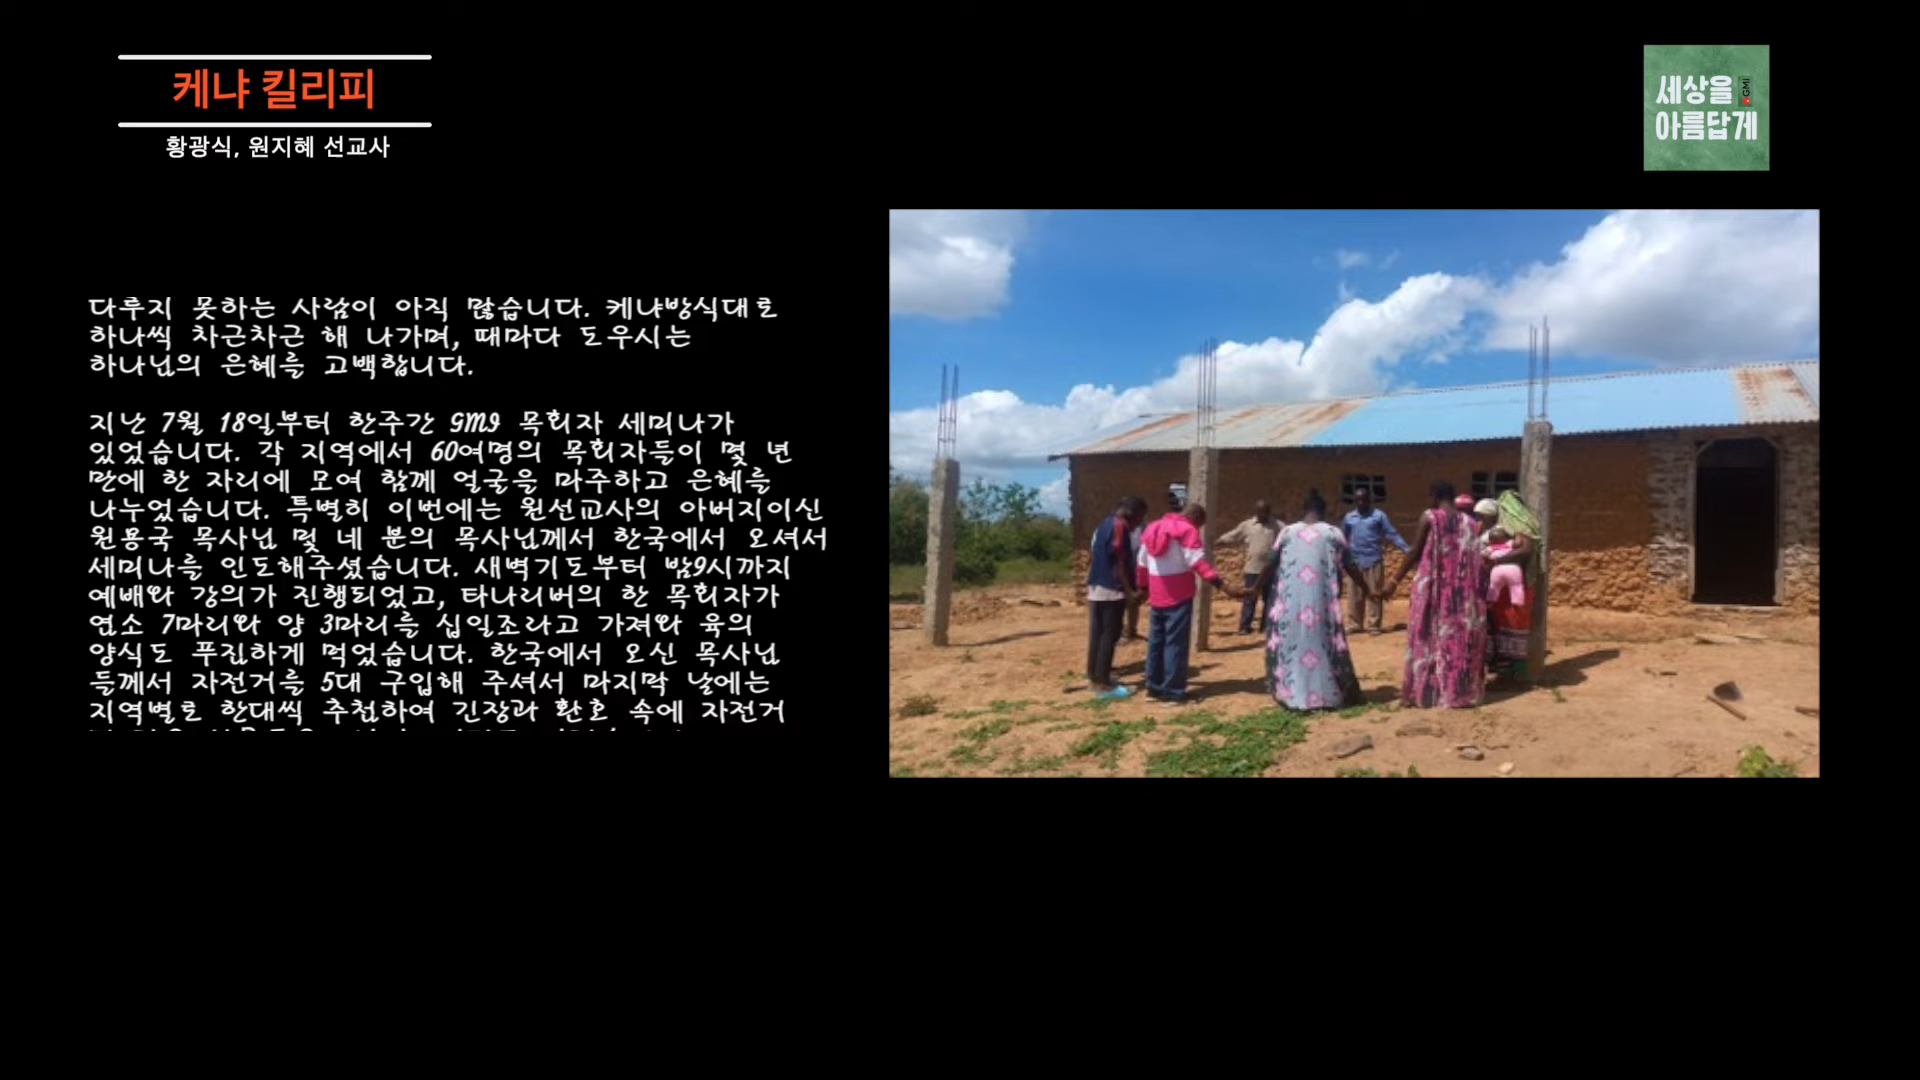 케냐 킬리피
황광식, 원지혜 선교사
세상을 GMI
아름답게
다루지 못하는 사람이 아직 많습니다. 케냐방식대로
하나씩 차근차근 해 나가며, 때마다 도우시는
하나님의 은혜를 고백합니다.
지난 7월 18일부터 한주간 GMI 목회자 세미나가
있었습니다. 각 지역에서 60여명의 목회자들이 몇 년
만에 한 자리에 모여 함께 얼굴을 마주하고 은혜를
나누었습니다. 특별히 이번에는 원선교사의 아버지이신
원용국 목사님 및 네 분의 목사님께서 한국에서 오셔서
세미나를 인도해주셨습니다. 새벽기도부터 밤9시까지
예배와 강의가 진행되었고, 타나리버의 한 목회자가
염소 7마리와 양 3마리를 십일조라고 가져와 육의
양식도 푸짐하게 먹었습니다. 한국에서 오신 목사님
들께서 자전거를 5대 구입해 주셔서 마지막 날에는
지역별로 한대씩 추첨하여 긴장과 환호 속에 자전거